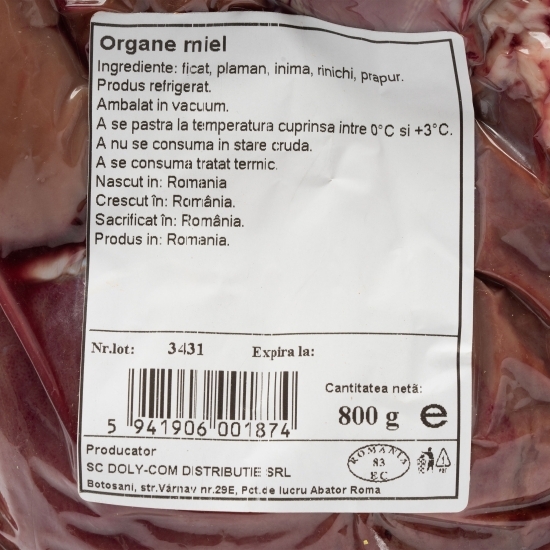 Organe miel
Ingrediente: ficat, plaman, inima, rinichi, prapur.
Produs refrigerat.
Ambalat in vacuum.
A se pastra la temperatura cuprinsa intre 0°C si +3°C.
A nu se consuma in stare cruda.
A se consuma tratat termic.
Nascut in: Romania
Crescut în: România.
Sacrificat în: România.
Produs in: Romania.
Nr.lot: 3431 Expira la:
Cantitatea netă:
800 g e
5 941906 001874
Producator
SC DOLY-COM DISTRIBUTIE SRL
Botosani, str.Vârnav nr.29E, Pct.de lucru Abator Roma
ROMANIA
83
EC